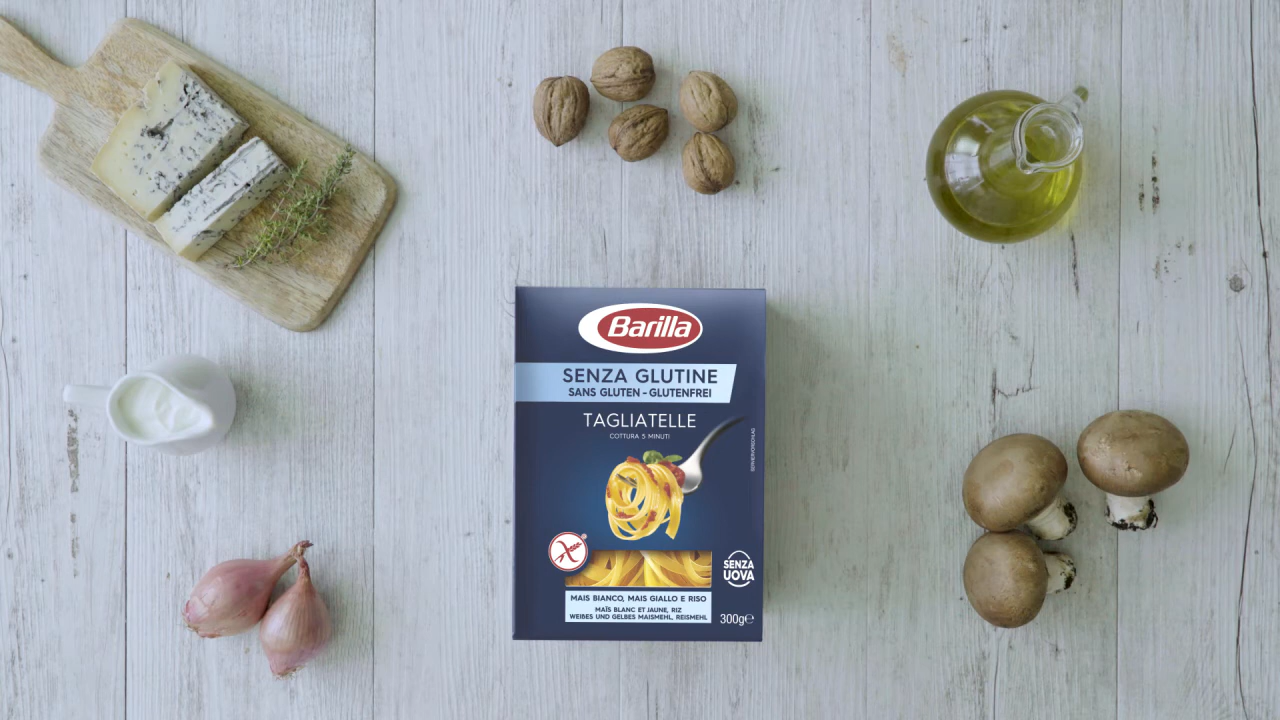 Barilla
SENZA GLUTINE
SANS GLUTEN - GLUTENFREI
TAGLIATELLE
COTTURA 5 MINUTI
SERVIERVORSCHLAG
SENZA
UOVA
MAIS BIANCO, MAIS GIALLO E RISO
MAÏS BLANC ET JAUNE, RIZ
WEIßES UND GELBES MAISMEHL, REISMEHL
300g℮